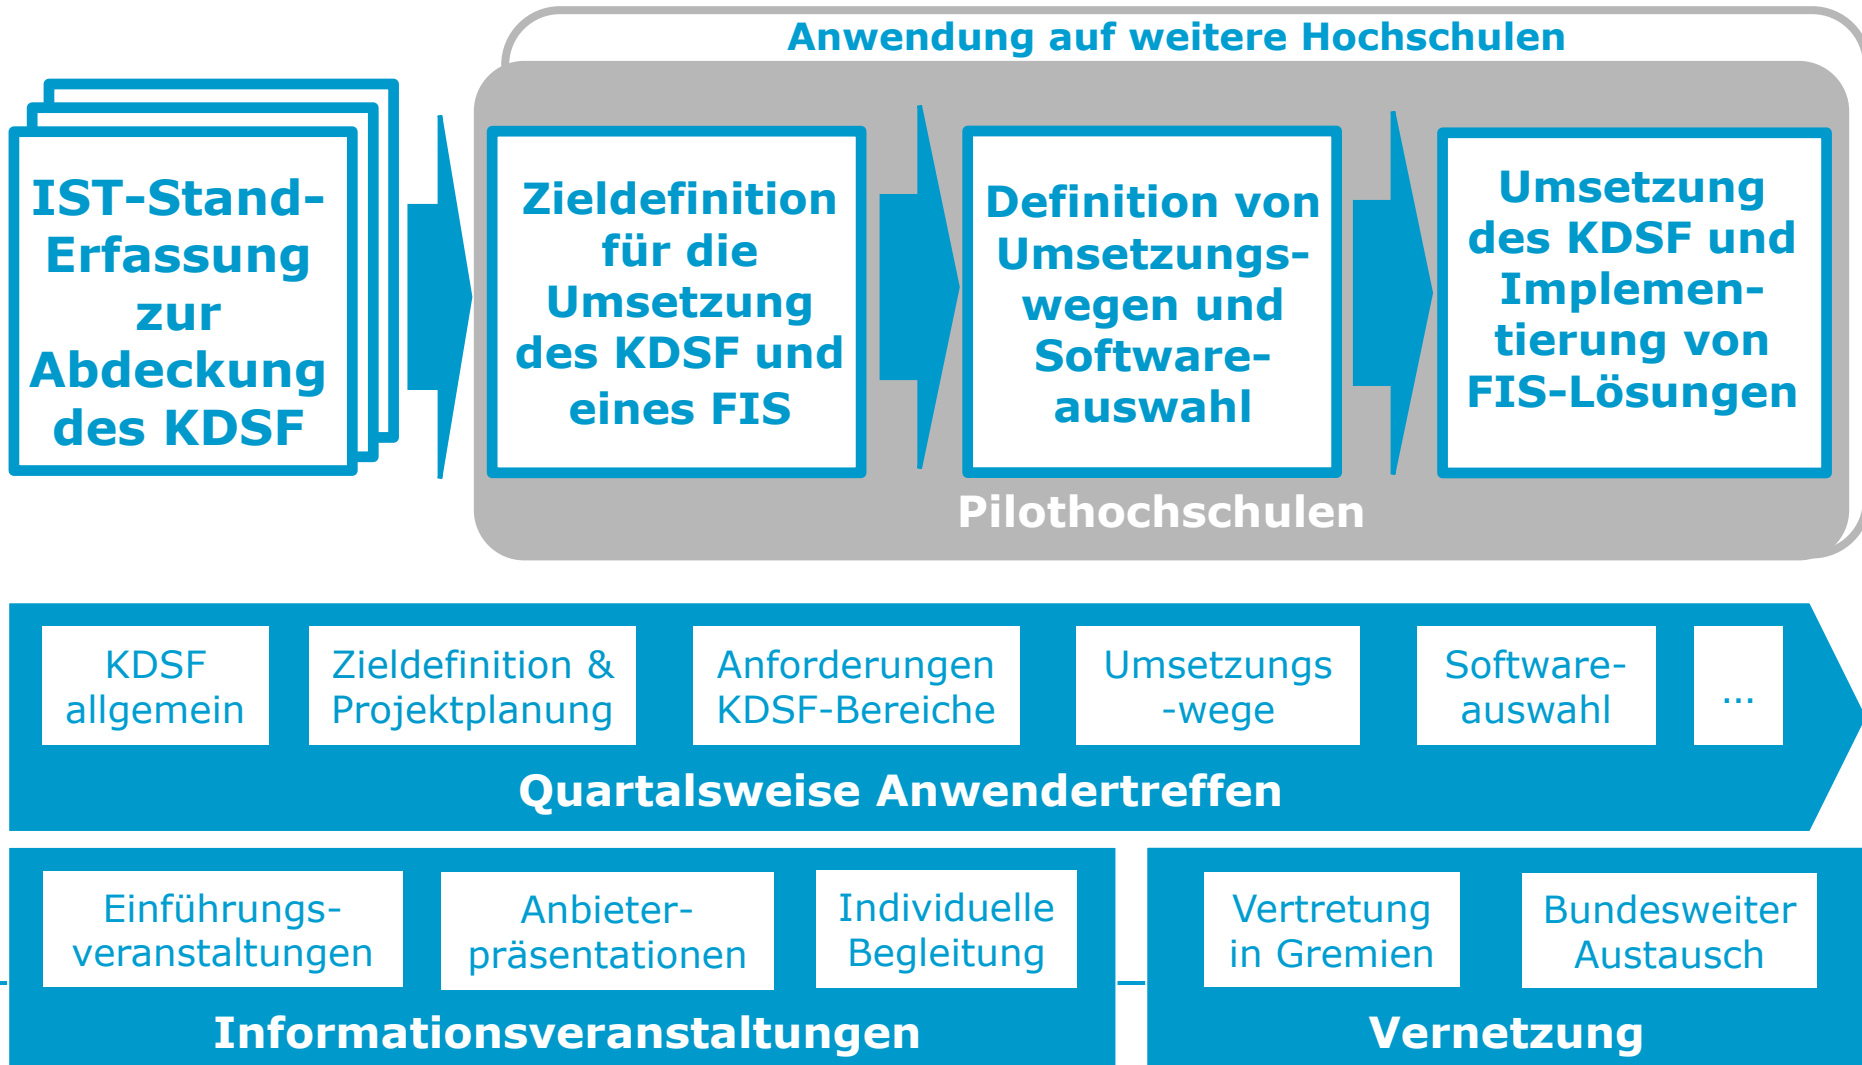 Anwendung auf weitere Hochschulen
IST-Stand-
Erfassung
zur
Abdeckung
des KDSF
Zieldefinition
für die
Umsetzung
des KDSF und
eines FIS
Definition von
Umsetzungs-
wegen und
Software-
auswahl
Umsetzung
des KDSF und
Implemen-
tierung von
FIS-Lösungen
Pilothochschulen
KDSF
allgemein
Zieldefinition &
Projektplanung
Anforderungen
KDSF-Bereiche
Umsetzungs
-wege
Software-
auswahl
...
Quartalsweise Anwendertreffen
Einführungs-
veranstaltungen
Anbieter-
präsentationen
Individuelle
Begleitung
Informationsveranstaltungen
Vertretung
in Gremien
Bundesweiter
Austausch
Vernetzung